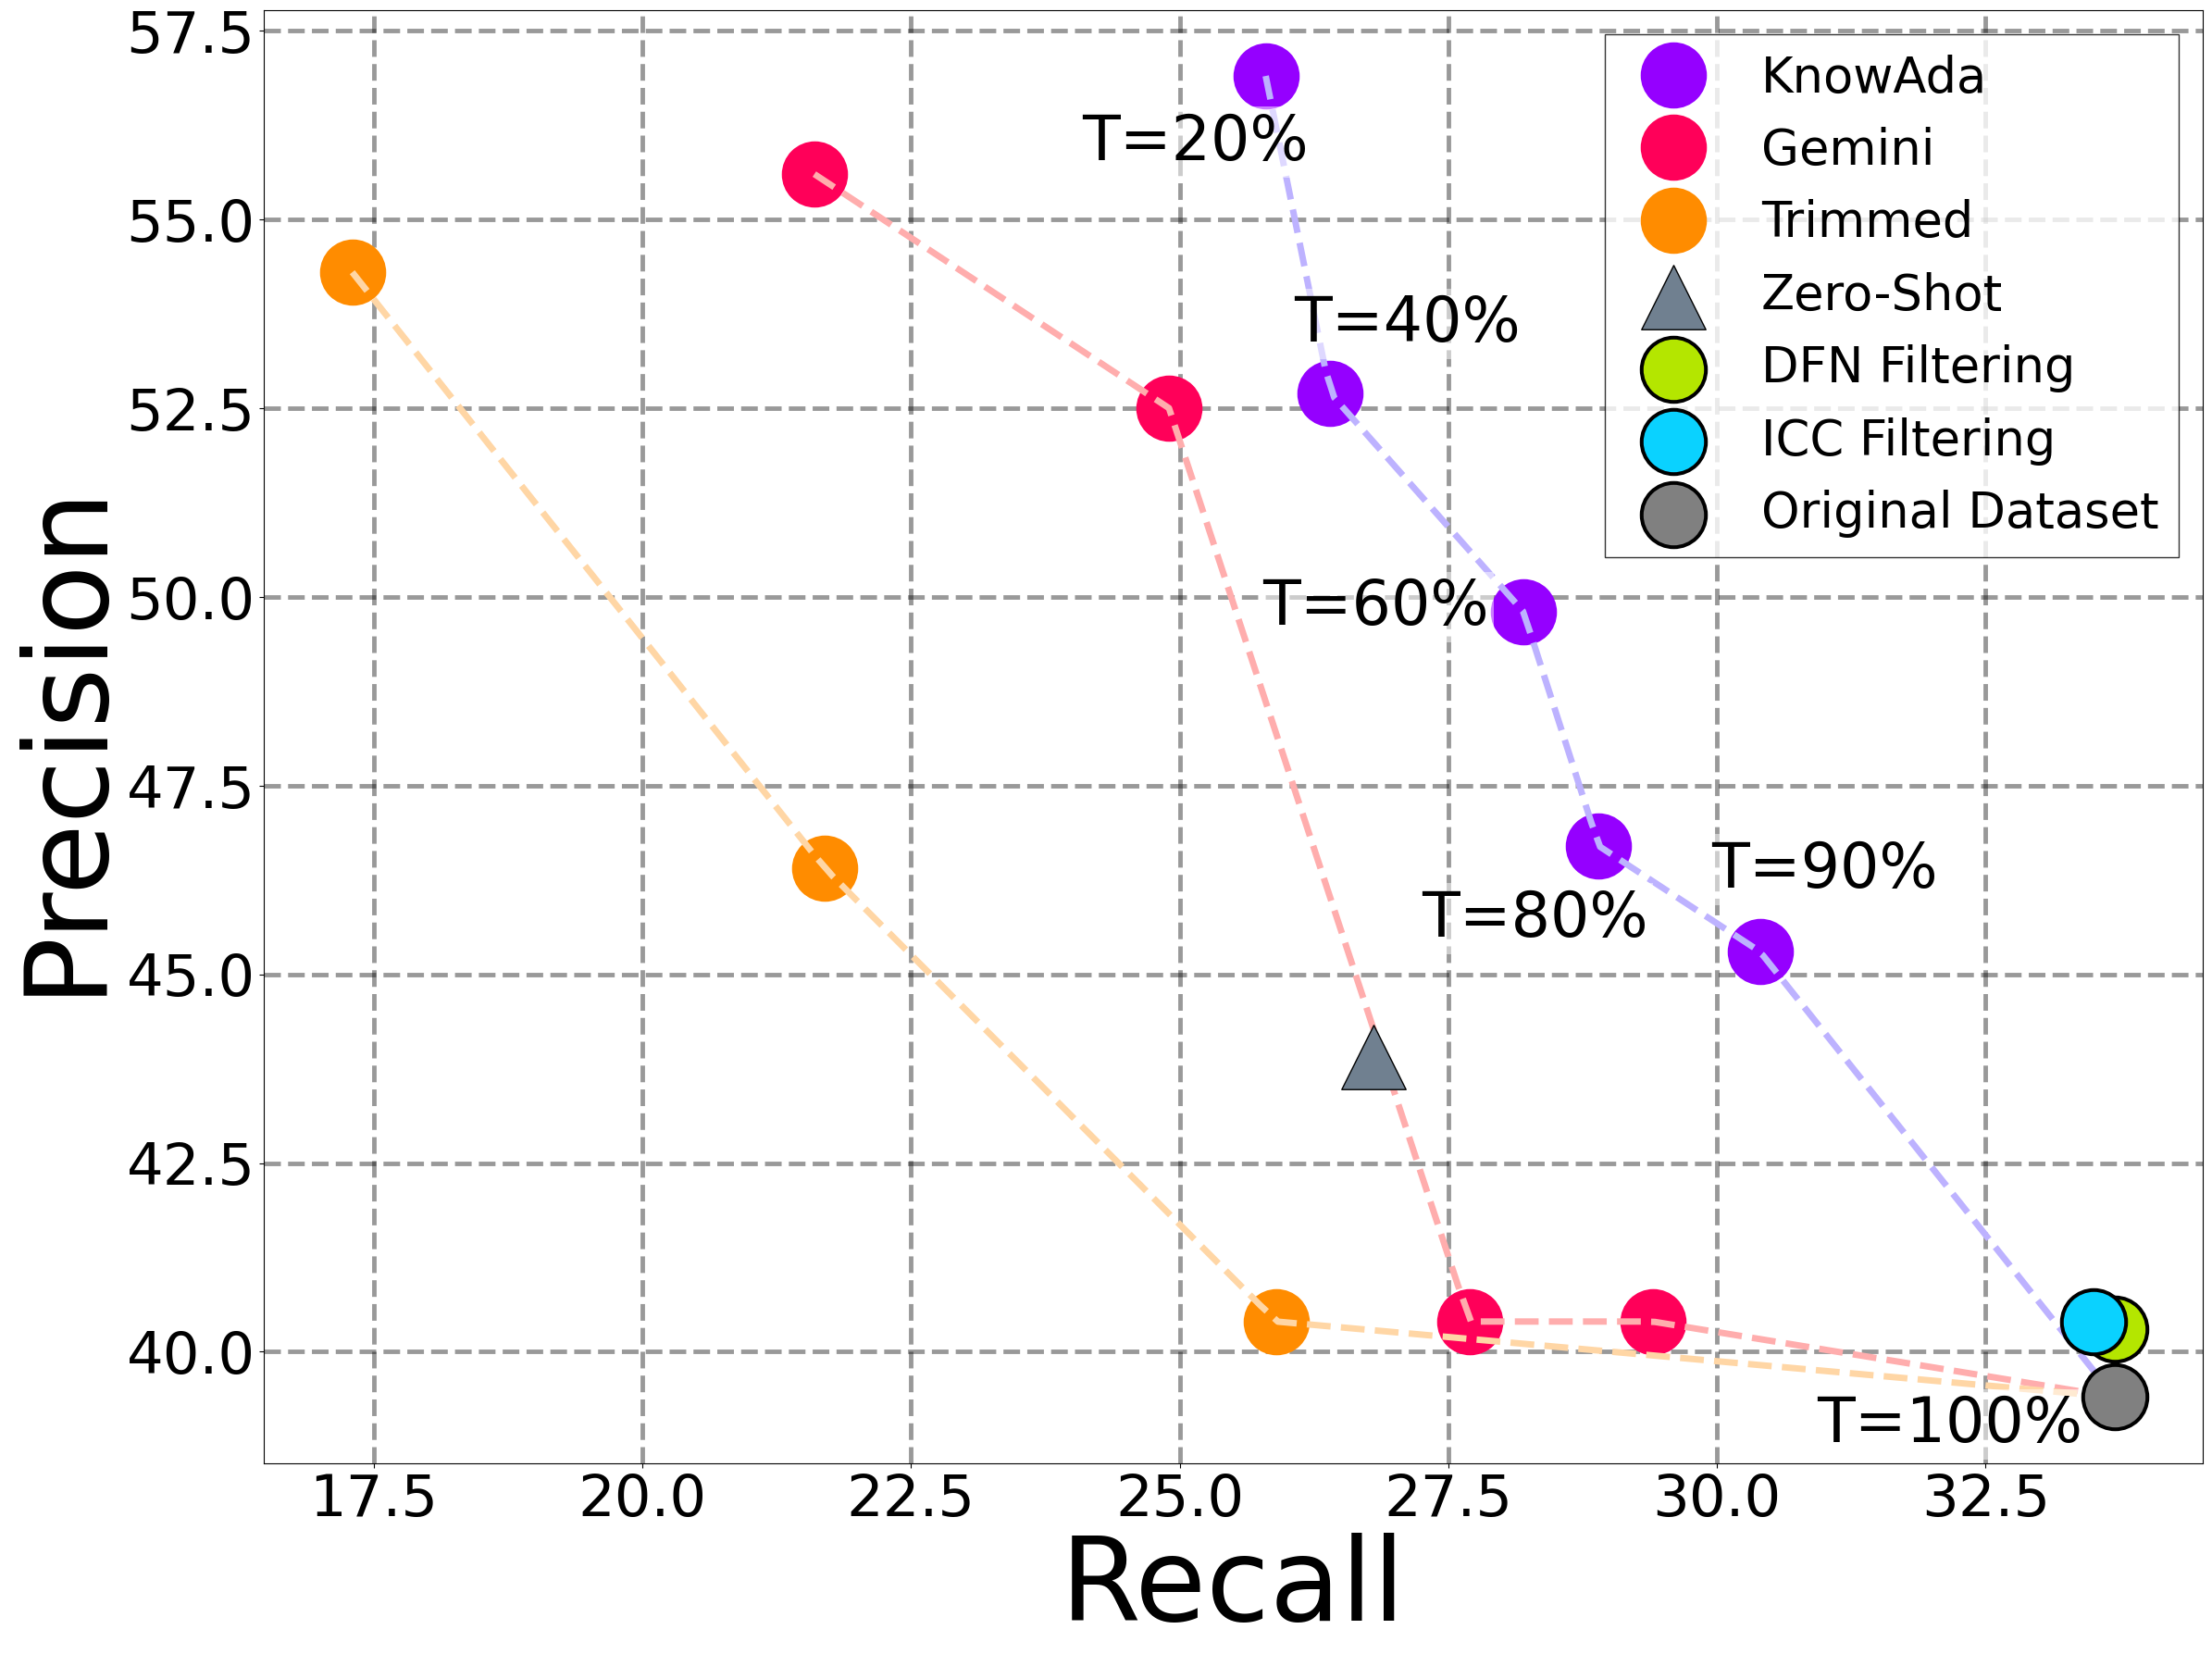 57.5
55.0
52.5
50.0
47.5
45.0
42.5
40.0
Precision
KnowAda
Gemini
Trimmed
Zero-Shot
DFN Filtering
ICC Filtering
Original Dataset
T=20%
T=40%
T=60%
T=90%
T=80%
T=100%
17.5 20.0 22.5 25.0 27.5 30.0 32.5
Recall